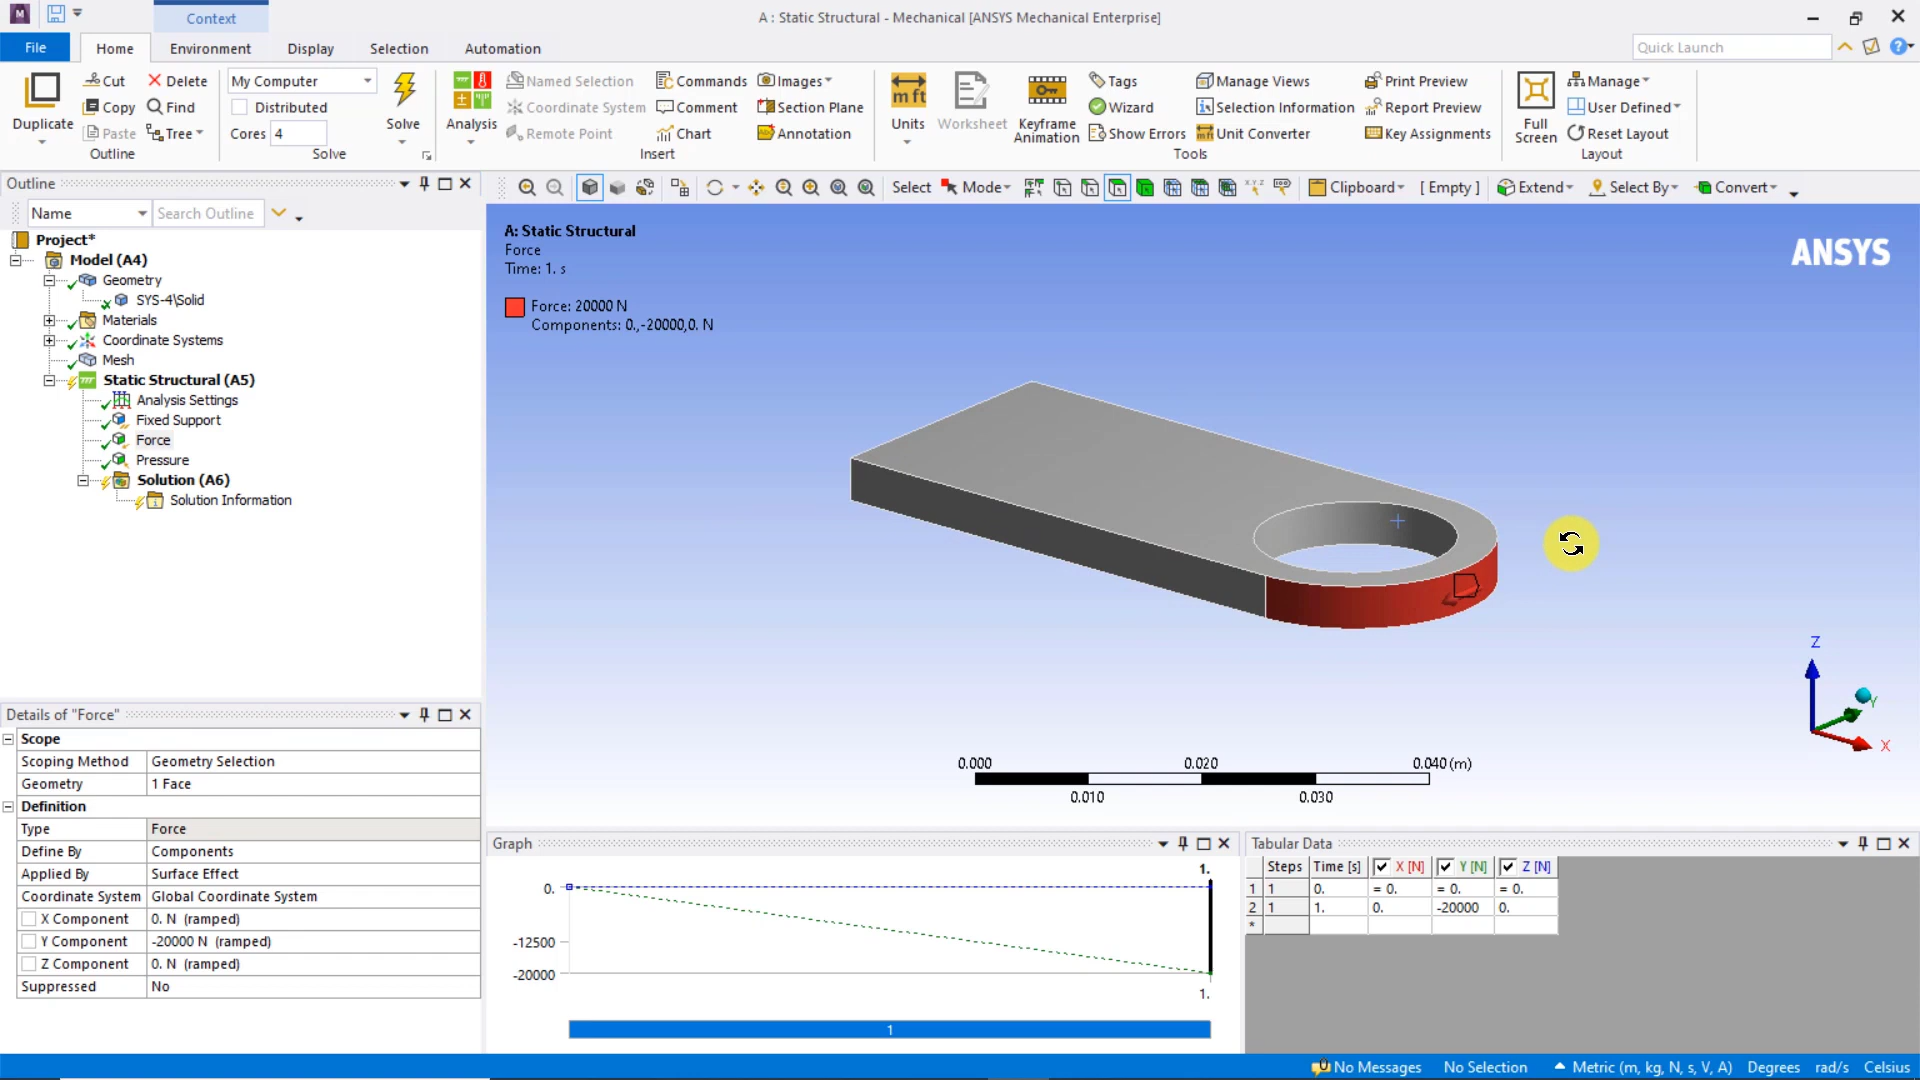 M
Context
A : Static Structural - Mechanical [ANSYS Mechanical Enterprise]
File
Home
Environment
Display
Selection
Automation
Quick Launch
Duplicate
Cut
Copy
Paste
Delete
Find
Tree
Outline
My Computer
Distributed
Cores 4
Solve
Solve
Analysis
Named Selection
Coordinate System
Remote Point
Commands
Comment
Chart
Images
Section Plane
Annotation
Insert
Units
Worksheet
Keyframe
Animation
Tags
Wizard
Show Errors
Manage Views
Selection Information
Unit Converter
Print Preview
Report Preview
Key Assignments
Tools
Full
Screen
Manage
User Defined
Reset Layout
Layout
Outline
Name
Search Outline
Select
Mode
Clipboard
[ Empty ]
Extend
Select By
Convert
Project*
Model (A4)
Geometry
SYS-4\Solid
Materials
Coordinate Systems
Mesh
Static Structural (A5)
Analysis Settings
Fixed Support
Force
Pressure
Solution (A6)
Solution Information
A: Static Structural
Force
Time: 1. s
Force: 20000 N
Components: 0.,-20000,0. N
ANSYS
Z
Y
X
0.000
0.020
0.040 (m)
0.010
0.030
Details of "Force"
Scope
Scoping Method Geometry Selection
Geometry 1 Face
Definition
Type Force
Define By Components
Applied By Surface Effect
Coordinate System Global Coordinate System
X Component 0. N (ramped)
Y Component -20000 N (ramped)
Z Component 0. N (ramped)
Suppressed No
Graph
1.
0.
-12500
-20000
1.
1
Tabular Data
Steps Time [s] X [N] Y [N] Z [N]
1 1 0. = 0. = 0. = 0.
2 1 1. 0. -20000 0.
*
No Messages
No Selection
Metric (m, kg, N, s, V, A)
Degrees
rad/s
Celsius